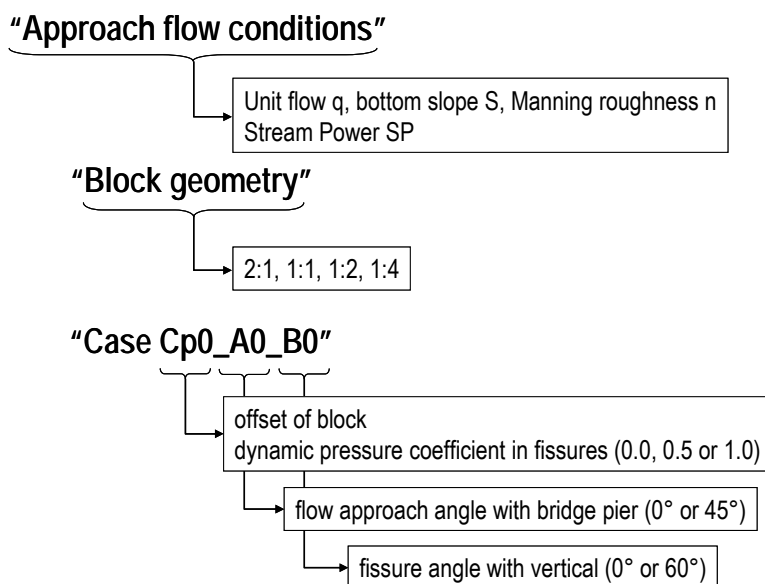 “Approach flow conditions”
Unit flow q, bottom slope S, Manning roughness n
Stream Power SP
“Block geometry”
2:1, 1:1, 1:2, 1:4
“Case Cp0_A0_B0”
offset of block
dynamic pressure coefficient in fissures (0.0, 0.5 or 1.0)
flow approach angle with bridge pier (0° or 45°)
fissure angle with vertical (0° or 60°)